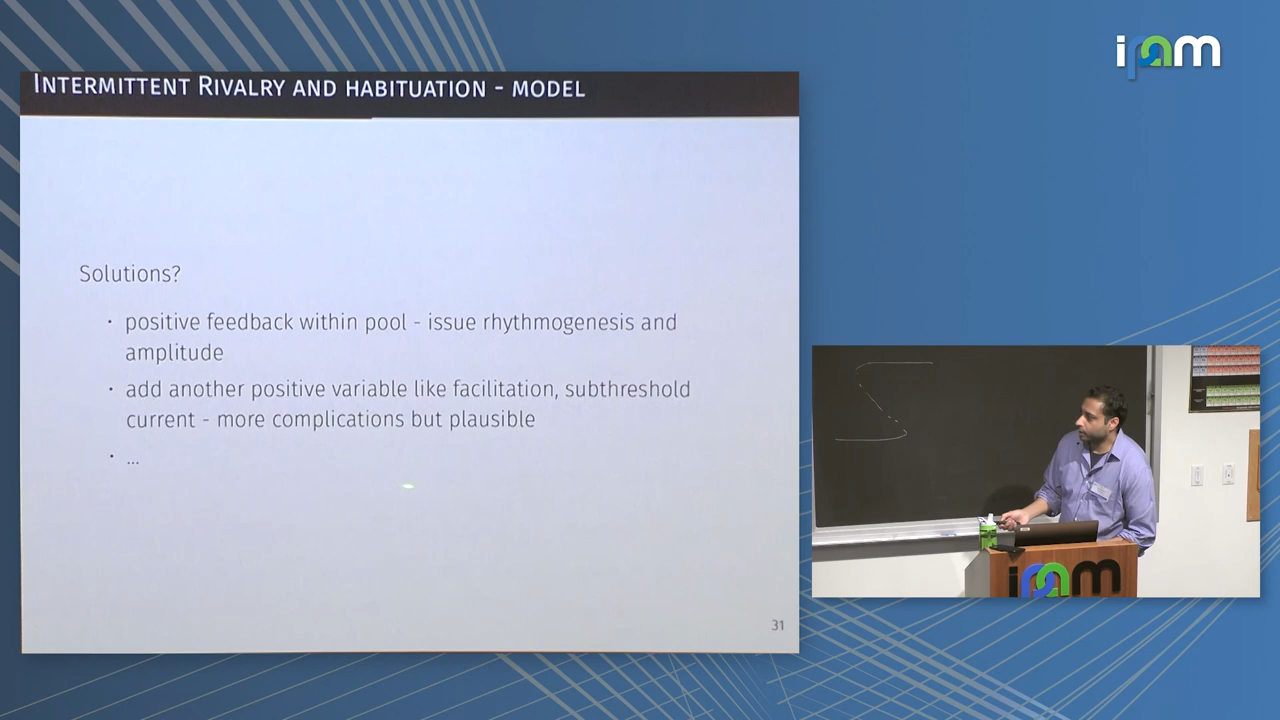 ipam
INTERMITTENT RIVALRY AND HABITUATION - MODEL
Solutions?
· positive feedback within pool - issue rhythmogenesis and
amplitude
· add another positive variable like facilitation, subthreshold
current - more complications but plausible
· ...
31
ipam